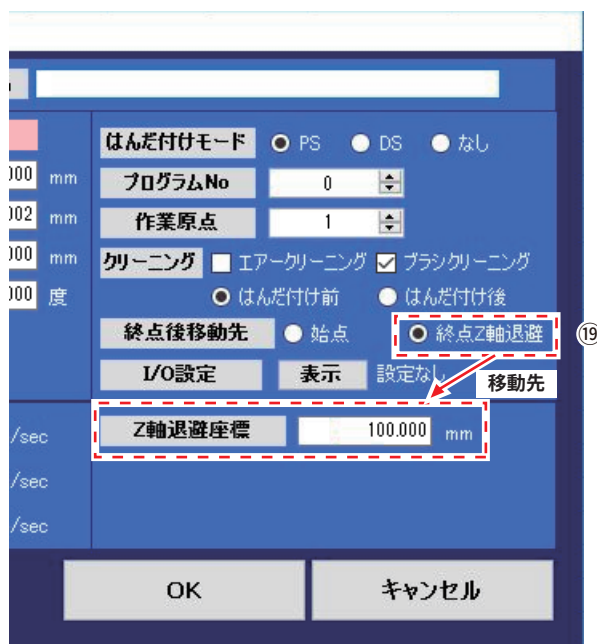 はんだ付けモード PS DS なし
000 mm プログラムNo 0
002 mm 作業原点 1
000 mm クリーニング エアークリーニング ブラシクリーニング
000 度 はんだ付け前 はんだ付け後
終点後移動先 始点 終点Z軸退避 ⑲
I/O設定 表示 設定なし 移動先
/sec Z軸退避座標 100.000 mm
/sec
/sec
OK キャンセル